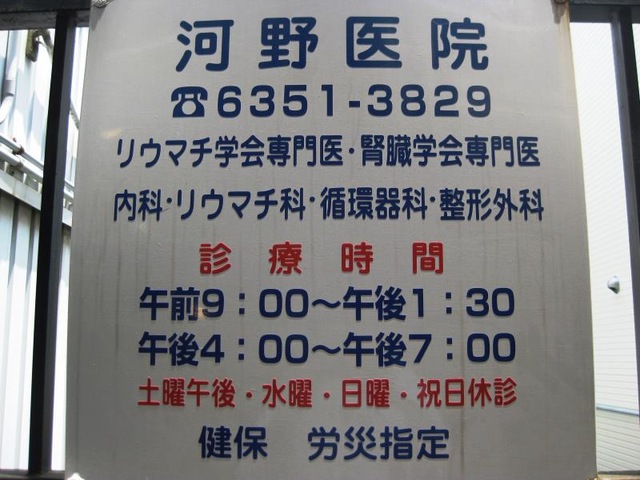 河野医院
☎6351-3829
リウマチ学会専門医・腎臓学会専門医
内科・リウマチ科・循環器科・整形外科
診療時間
午前9：00～午後1：30
午後4：00～午後7：00
土曜午後・水曜・日曜・祝日休診
健保　労災指定